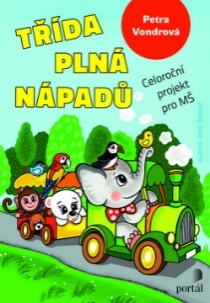 Petra
Vondrová
TŘÍDA
PLNÁ
NÁPADŮ
Celoroční
projekt
pro MŠ
portál